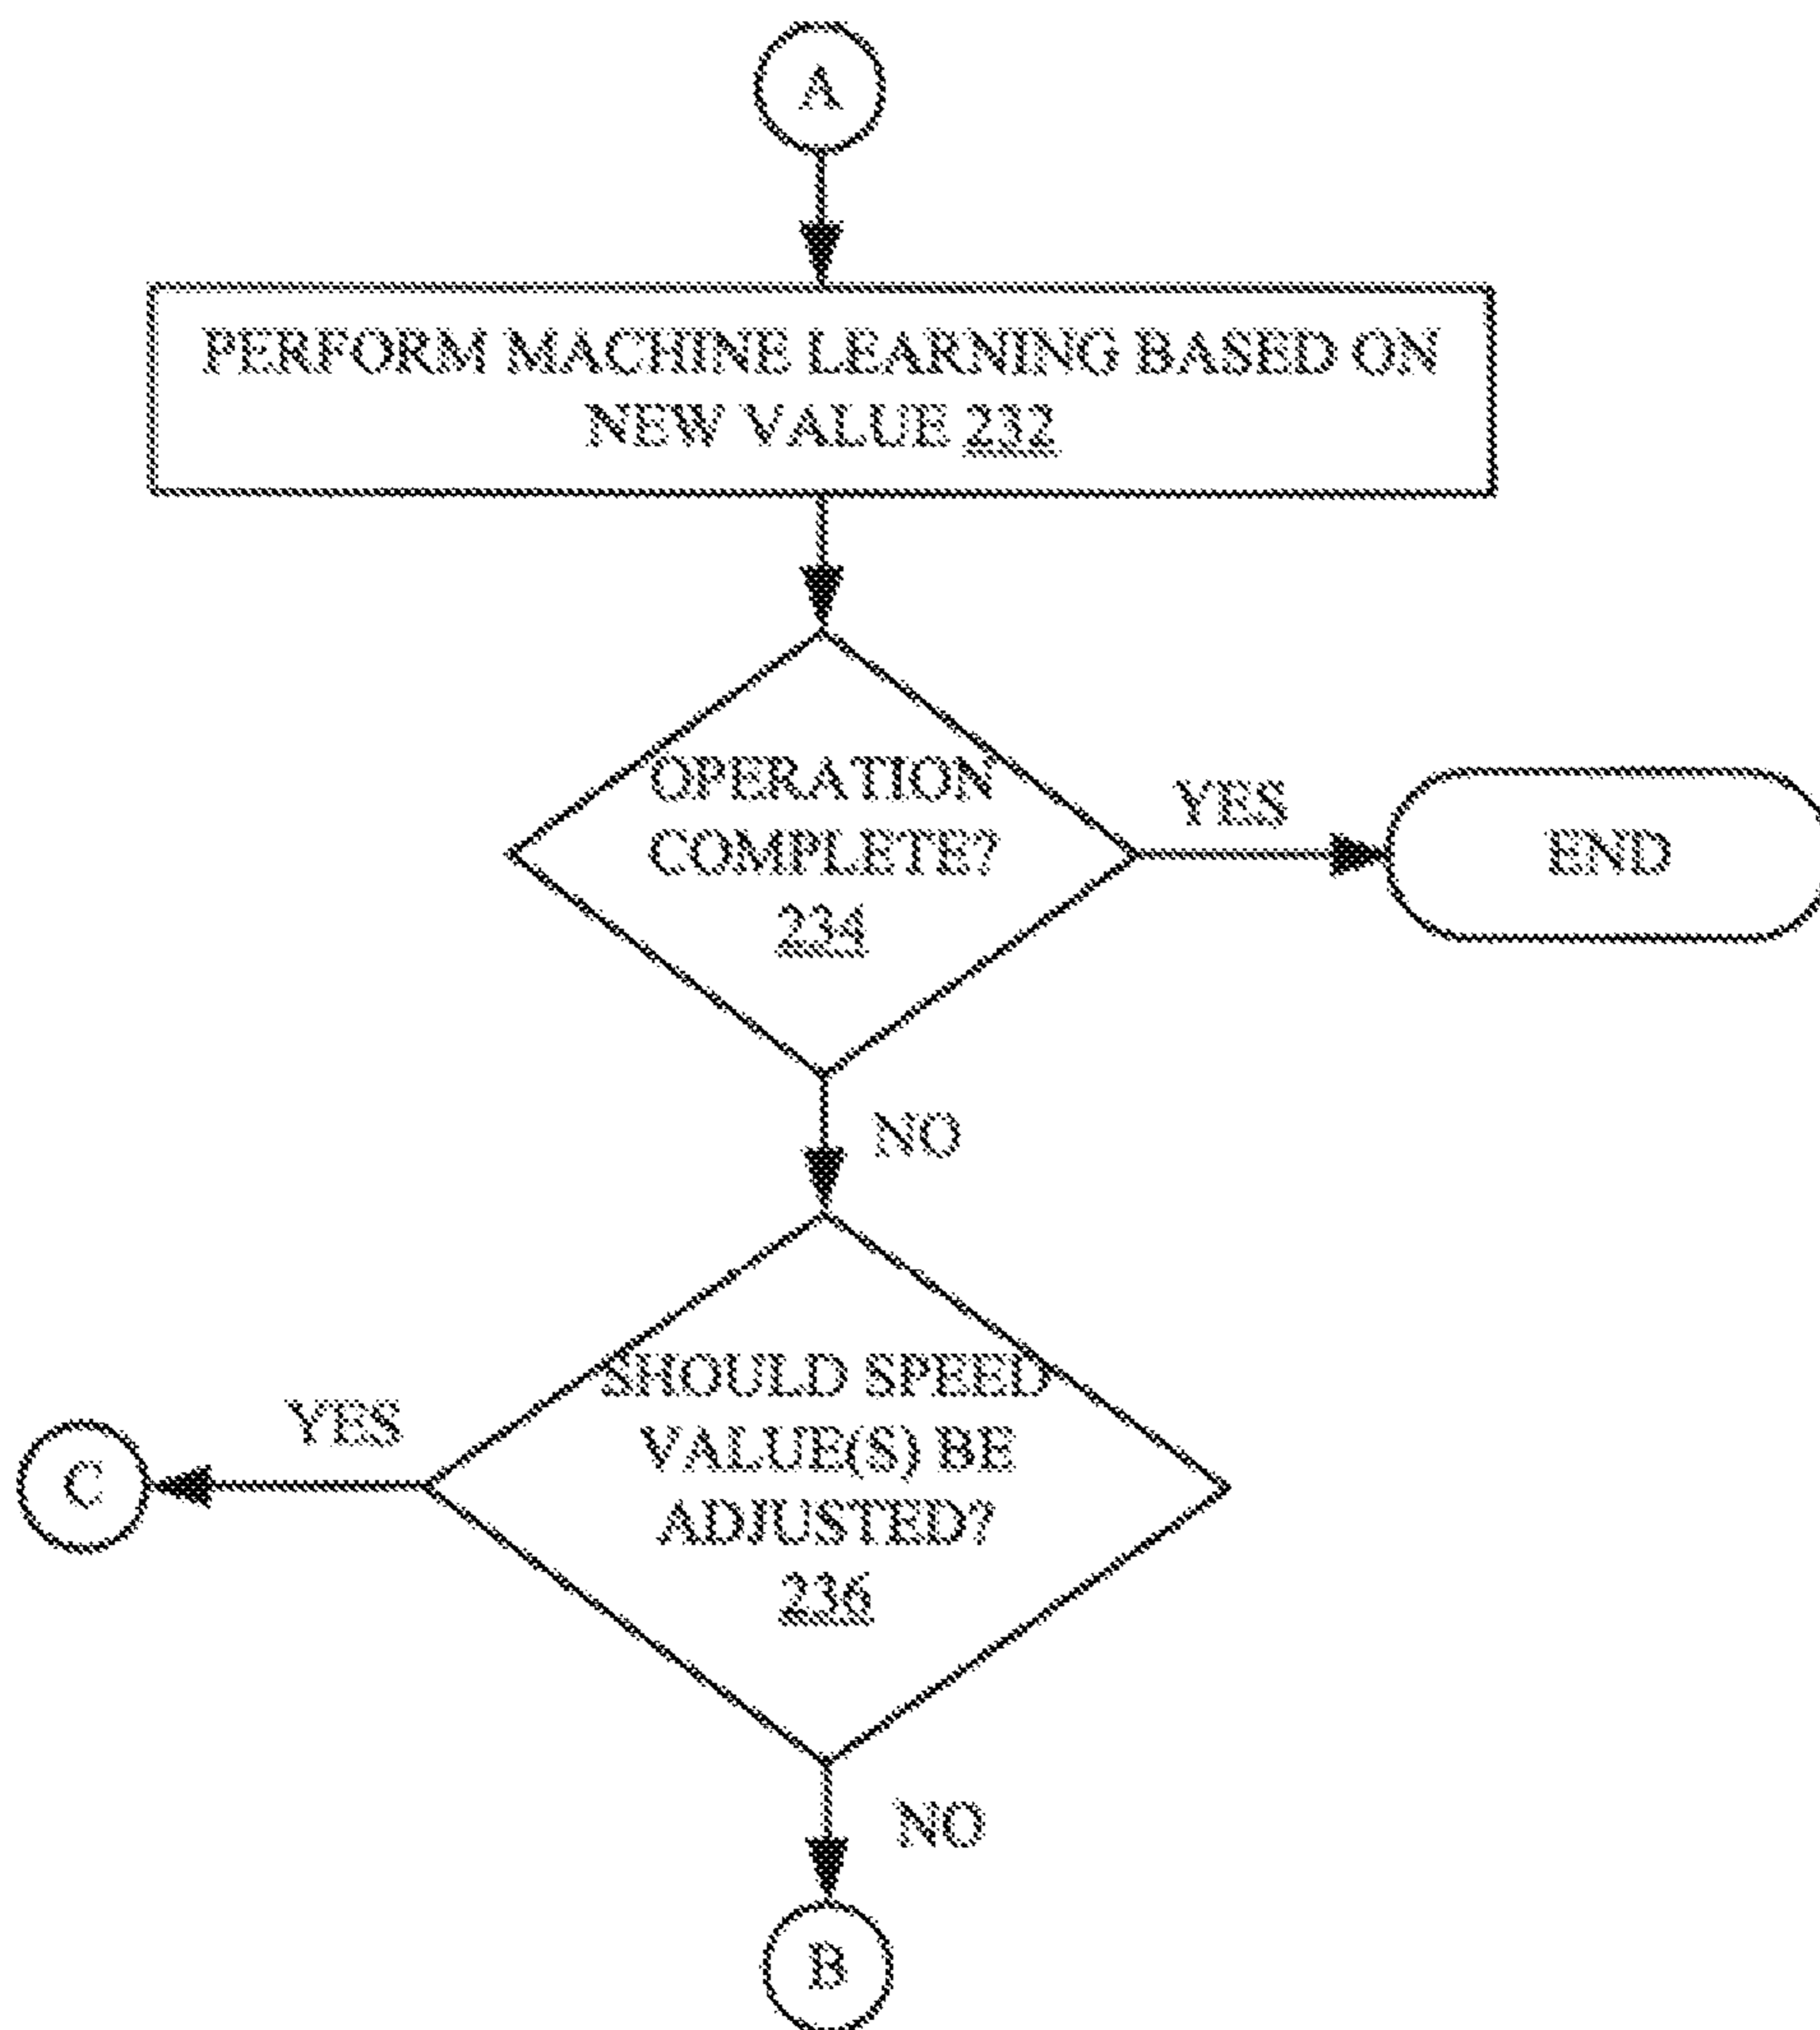 A
PERFORM MACHINE LEARNING BASED ON
NEW VALUE 232
OPERATION
COMPLETE?
234
YES
END
NO
SHOULD SPEED
VALUE(S) BE
ADJUSTED?
236
YES
C
NO
B